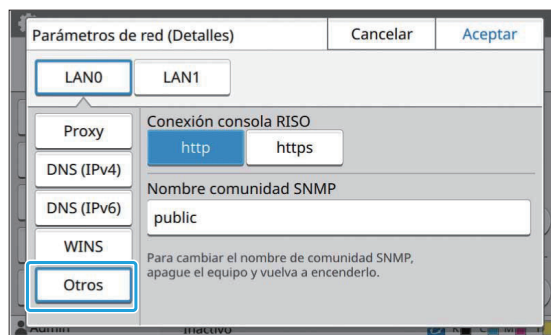 Parámetros de red (Detalles)
Cancelar
Aceptar
LAN0
LAN1
Proxy
DNS (IPv4)
DNS (IPv6)
WINS
Otros
Conexión consola RISO
http
https
Nombre comunidad SNMP
public
Para cambiar el nombre de comunidad SNMP,
apague el equipo y vuelva a encenderlo.
Admin
Inactivo